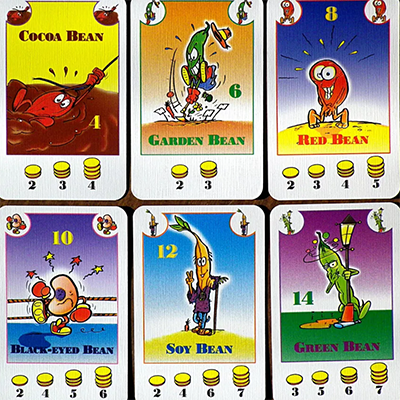 COCOA BEAN
4
2 3 4
6
GARDEN BEAN
2 3
8
RED BEAN
2 3 4 5
10
BLACK-EYED BEAN
2 4 5 6
12
SOY BEAN
2 4 6 7
14
GREEN BEAN
3 5 6 7